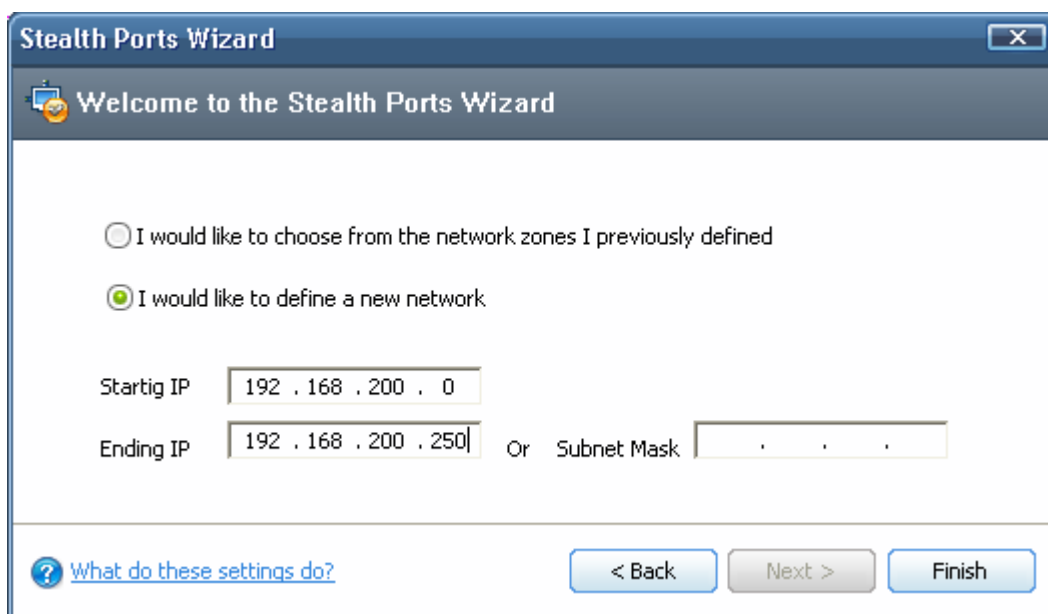 Stealth Ports Wizard
Welcome to the Stealth Ports Wizard
I would like to choose from the network zones I previously defined
I would like to define a new network
Startig IP 192 . 168 . 200 . 0
Ending IP 192 . 168 . 200 . 250 Or Subnet Mask . . .
What do these settings do? < Back Next > Finish